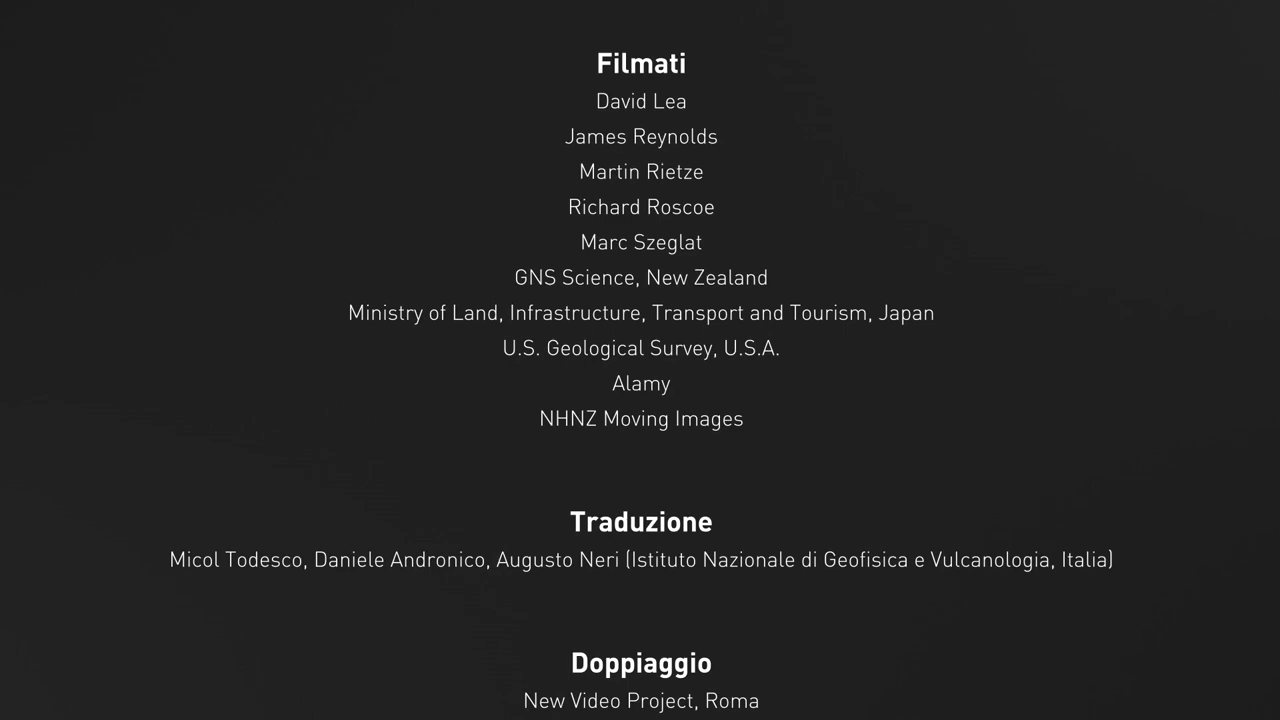 Filmati
David Lea
James Reynolds
Martin Rietze
Richard Roscoe
Marc Szeglat
GNS Science, New Zealand
Ministry of Land, Infrastructure, Transport and Tourism, Japan
U.S. Geological Survey, U.S.A.
Alamy
NHNZ Moving Images
Traduzione
Micol Todesco, Daniele Andronico, Augusto Neri (Istituto Nazionale di Geofisica e Vulcanologia, Italia)
Doppiaggio
New Video Project, Roma